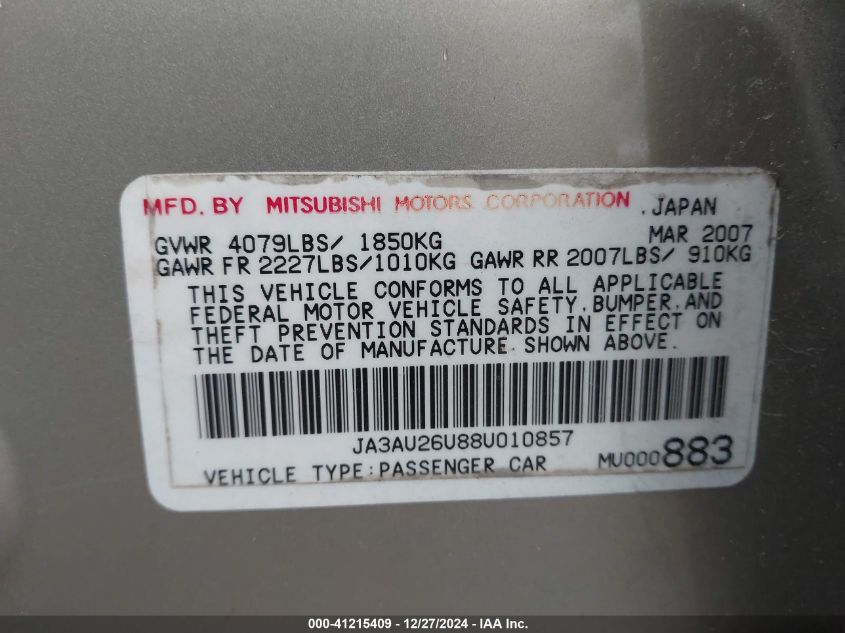 MFD. BY MITSUBISHI MOTORS CORPORATION , JAPAN
GVWR 4079LBS/ 1850KG MAR 2007
GAWR FR 2227LBS/1010KG GAWR RR 2007LBS/ 910KG
THIS VEHICLE CONFORMS TO ALL APPLICABLE
FEDERAL MOTOR VEHICLE SAFETY, BUMPER, AND
THEFT PREVENTION STANDARDS IN EFFECT ON
THE DATE OF MANUFACTURE SHOWN ABOVE.
JA3AU26U88U010857
VEHICLE TYPE:PASSENGER CAR MU000883
000-41215409 - 12/27/2024 - IAA Inc.